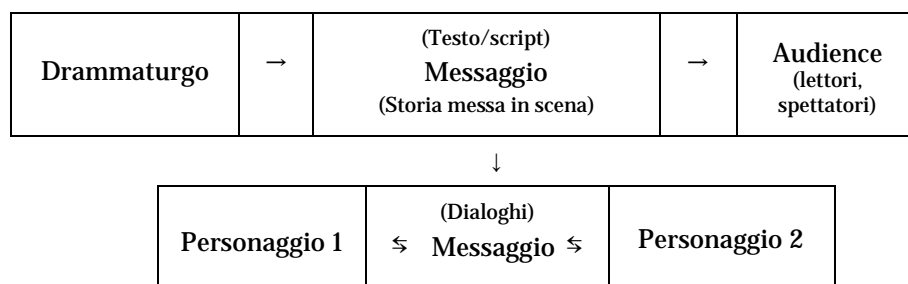 (Testo/script)
Drammaturgo → Messaggio → Audience
(Storia messa in scena) (lettori,
spettatori)
↓
(Dialoghi)
Personaggio 1 ⇆ Messaggio ⇆ Personaggio 2